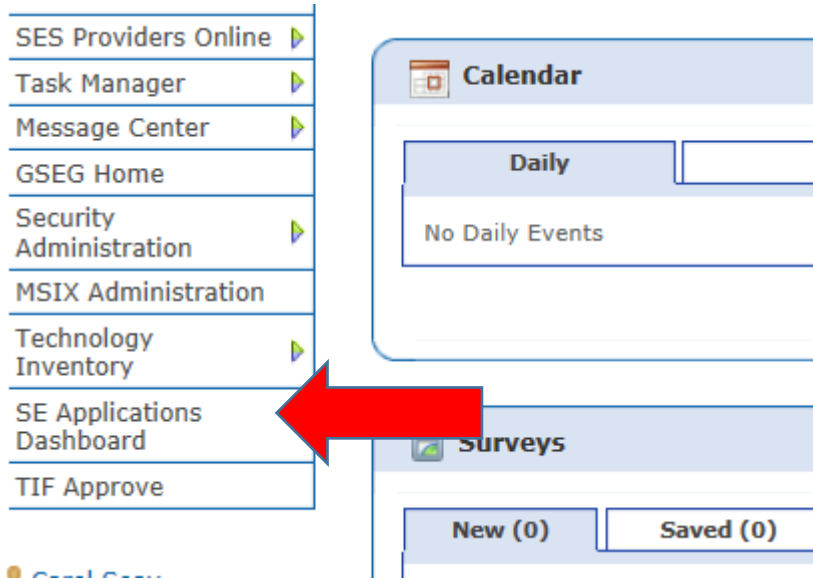 SES Providers Online
Task Manager
Message Center
GSEG Home
Security
Administration
MSIX Administration
Technology
Inventory
SE Applications
Dashboard
TIF Approve
Calendar
Daily
No Daily Events
Surveys
New (0)
Saved (0)